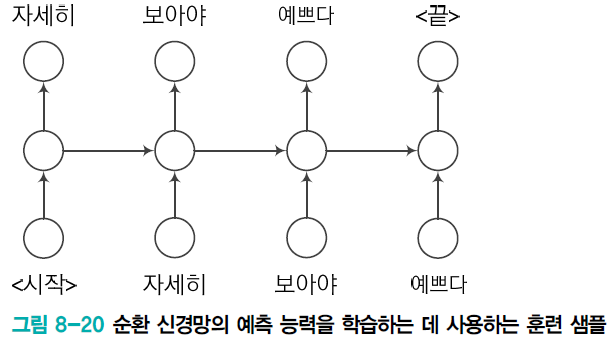 자세히 보아야 예쁘다 <끝>
<시작> 자세히 보아야 예쁘다
그림 8-20 순환 신경망의 예측 능력을 학습하는 데 사용하는 훈련 샘플